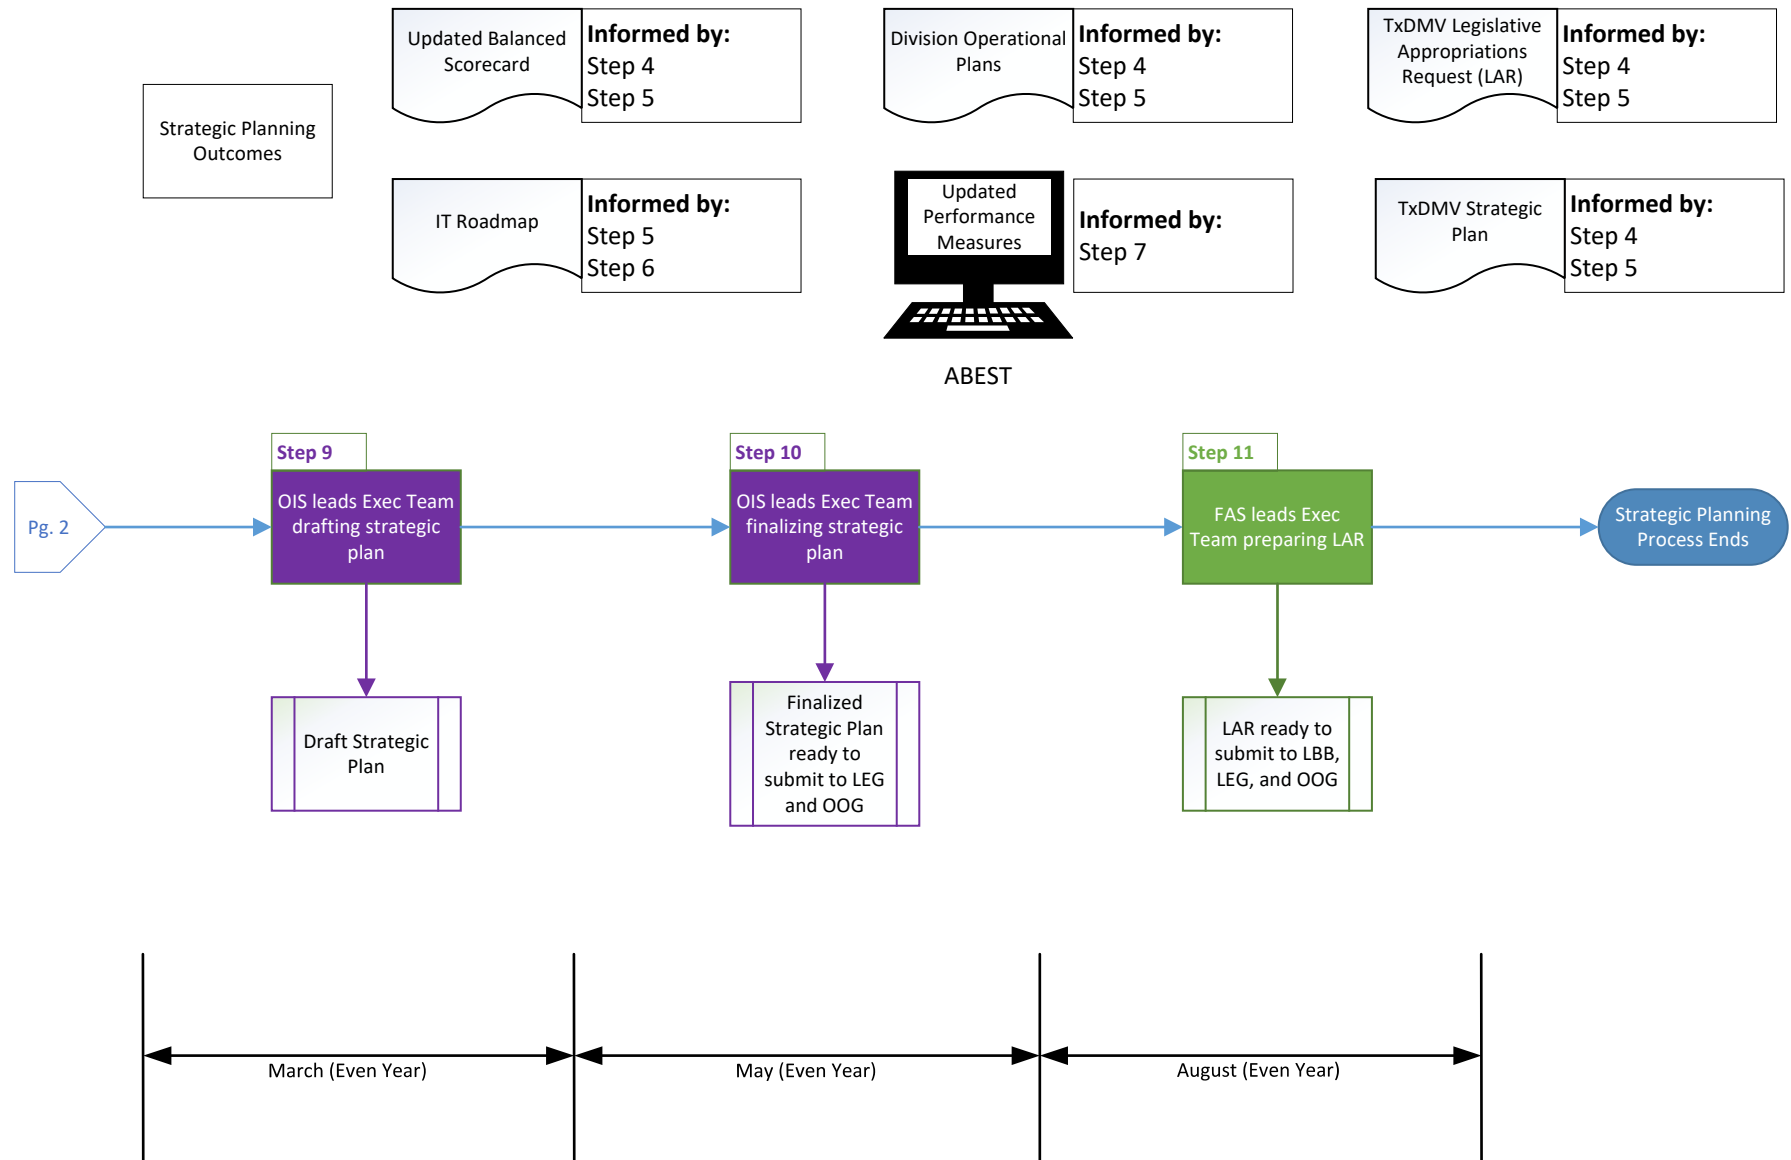 Strategic Planning
Outcomes
Updated Balanced
Scorecard
Informed by:
Step 4
Step 5
Division Operational
Plans
Informed by:
Step 4
Step 5
TxDMV Legislative
Appropriations
Request (LAR)
Informed by:
Step 4
Step 5
IT Roadmap
Informed by:
Step 5
Step 6
Updated
Performance
Measures
Informed by:
Step 7
ABEST
TxDMV Strategic
Plan
Informed by:
Step 4
Step 5
Pg. 2
Step 9
OIS leads Exec Team
drafting strategic
plan
Step 10
OIS leads Exec Team
finalizing strategic
plan
Step 11
FAS leads Exec
Team preparing LAR
Strategic Planning
Process Ends
Draft Strategic
Plan
Finalized
Strategic Plan
ready to
submit to LEG
and OOG
LAR ready to
submit to LBB,
LEG, and OOG
March (Even Year)
May (Even Year)
August (Even Year)